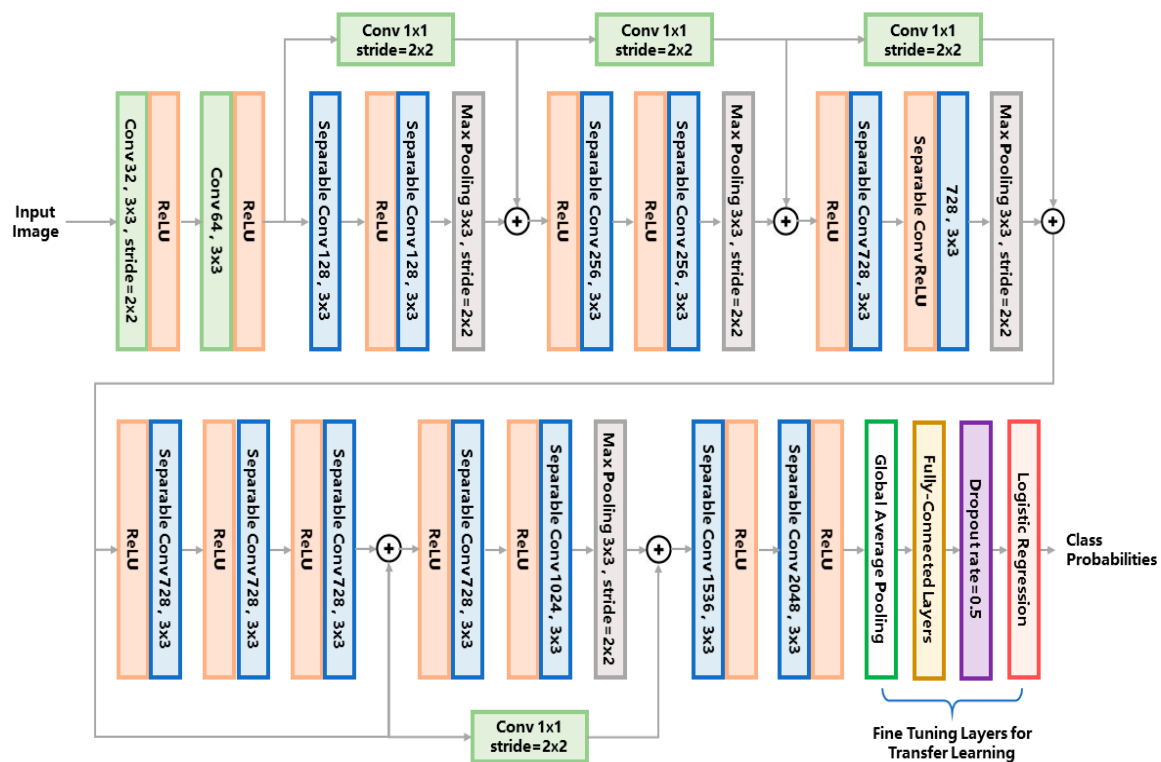 Conv 1x1
stride=2x2
Conv 1x1
stride=2x2
Conv 1x1
stride=2x2
Input
Image
Conv32 , 3x3 , stride=2x2
ReLU
Conv64 , 3x3
ReLU
Separable Conv128 , 3x3
ReLU
Separable Conv128 , 3x3
Max Pooling 3x3 , stride=2x2
+
ReLU
Separable Conv256 , 3x3
ReLU
Separable Conv256 , 3x3
Max Pooling 3x3 , stride=2x2
+
ReLU
Separable Conv728 , 3x3
Separable ConvReLU
728 , 3x3
Max Pooling 3x3 , stride=2x2
+
ReLU
Separable Conv728 , 3x3
ReLU
Separable Conv728 , 3x3
ReLU
Separable Conv728 , 3x3
+
ReLU
Separable Conv728 , 3x3
ReLU
Separable Conv1024 , 3x3
Max Pooling 3x3 , stride=2x2
+
Separable Conv1536 , 3x3
ReLU
Separable Conv2048 , 3x3
ReLU
Global Average Pooling
Fully-Connected Layers
Dropout rate=0.5
Logistic Regression
Class
Probabilities
Conv 1x1
stride=2x2
Fine Tuning Layers for
Transfer Learning